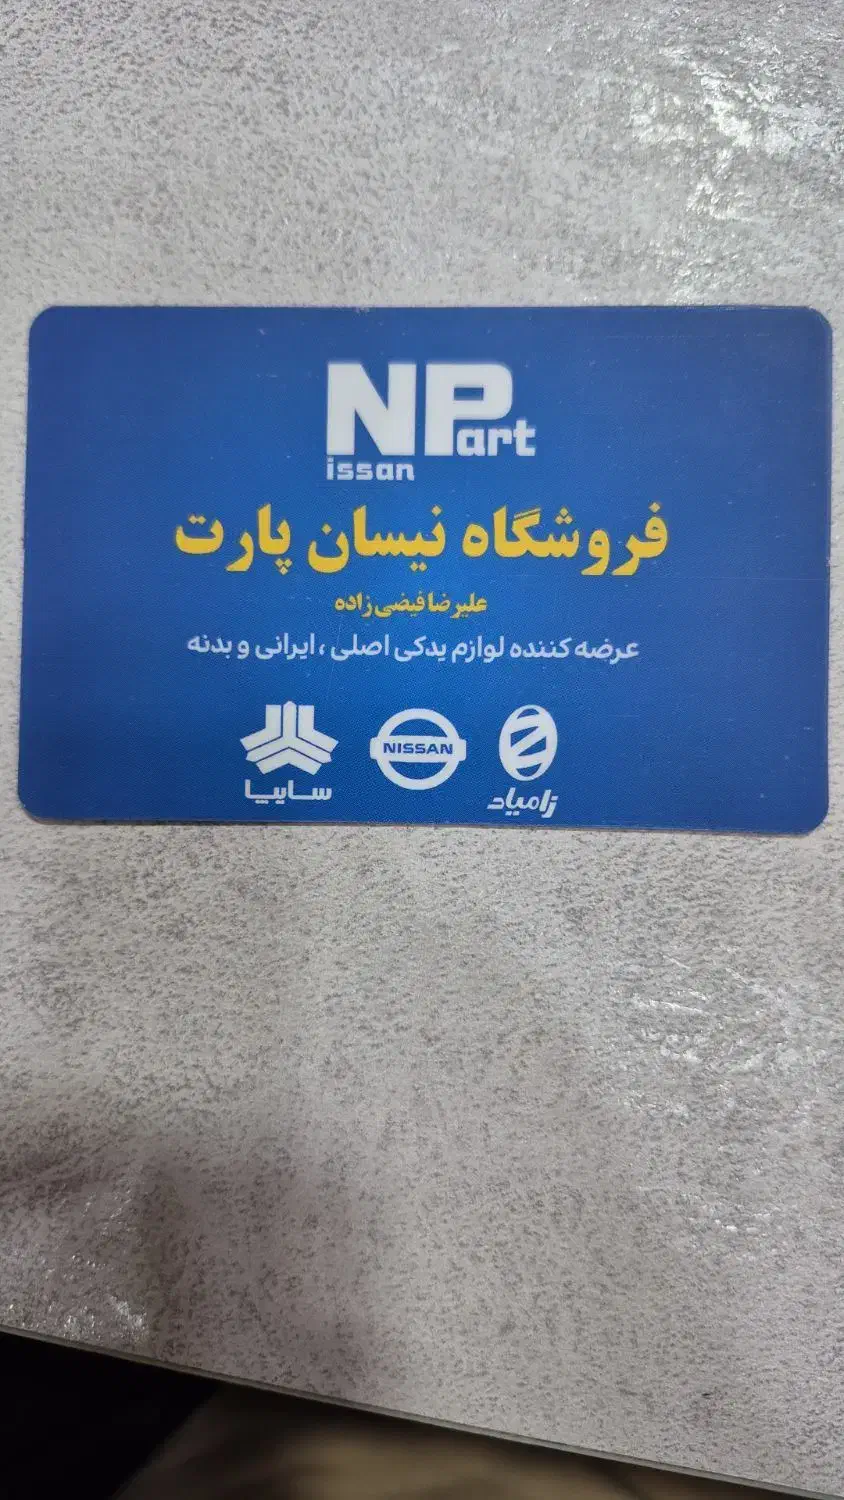 NPart
issan
فروشگاه نیسان پارت
علیرضا فیضی‌زاده
عرضه کننده لوازم یدکی اصلی ، ایرانی و بدنه
NISSAN
سایپا
زامیاد